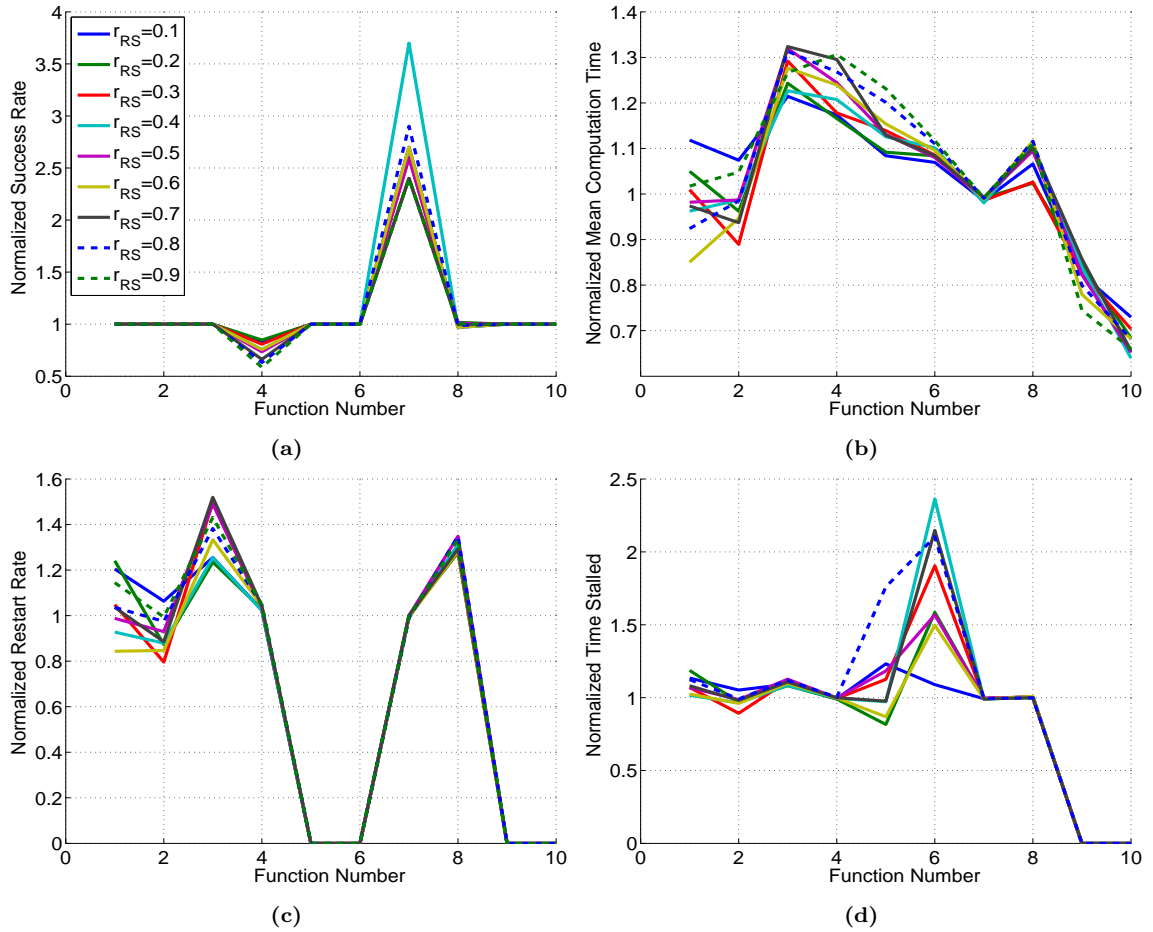 4
3.5
3
2.5
2
1.5
1
0.5
0 2 4 6 8 10
Normalized Success Rate
Function Number
r_RS=0.1
r_RS=0.2
r_RS=0.3
r_RS=0.4
r_RS=0.5
r_RS=0.6
r_RS=0.7
r_RS=0.8
r_RS=0.9
(a)
1.4
1.3
1.2
1.1
1
0.9
0.8
0.7
0 2 4 6 8 10
Normalized Mean Computation Time
Function Number
(b)
1.6
1.4
1.2
1
0.8
0.6
0.4
0.2
0
0 2 4 6 8 10
Normalized Restart Rate
Function Number
(c)
2.5
2
1.5
1
0.5
0
0 2 4 6 8 10
Normalized Time Stalled
Function Number
(d)